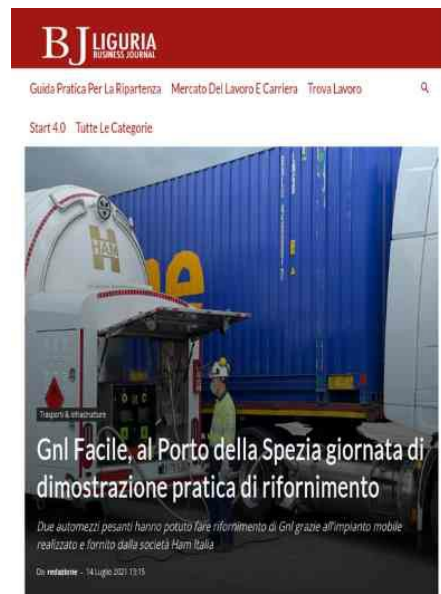 BJ LIGURIA
BUSINESS JOURNAL
Guida Pratica Per La Ripartenza Mercato Del Lavoro E Carriera Trova Lavoro
Start 4.0 Tutte Le Categorie
HAM
Trasporti & infrastrutture
Gnl Facile, al Porto della Spezia giornata di
dimostrazione pratica di rifornimento
Due automezzi pesanti hanno potuto fare rifornimento di Gnl grazie all'impianto mobile
realizzato e fornito dalla società Ham Italia
Da redazione - 14 Luglio 2021 13:15